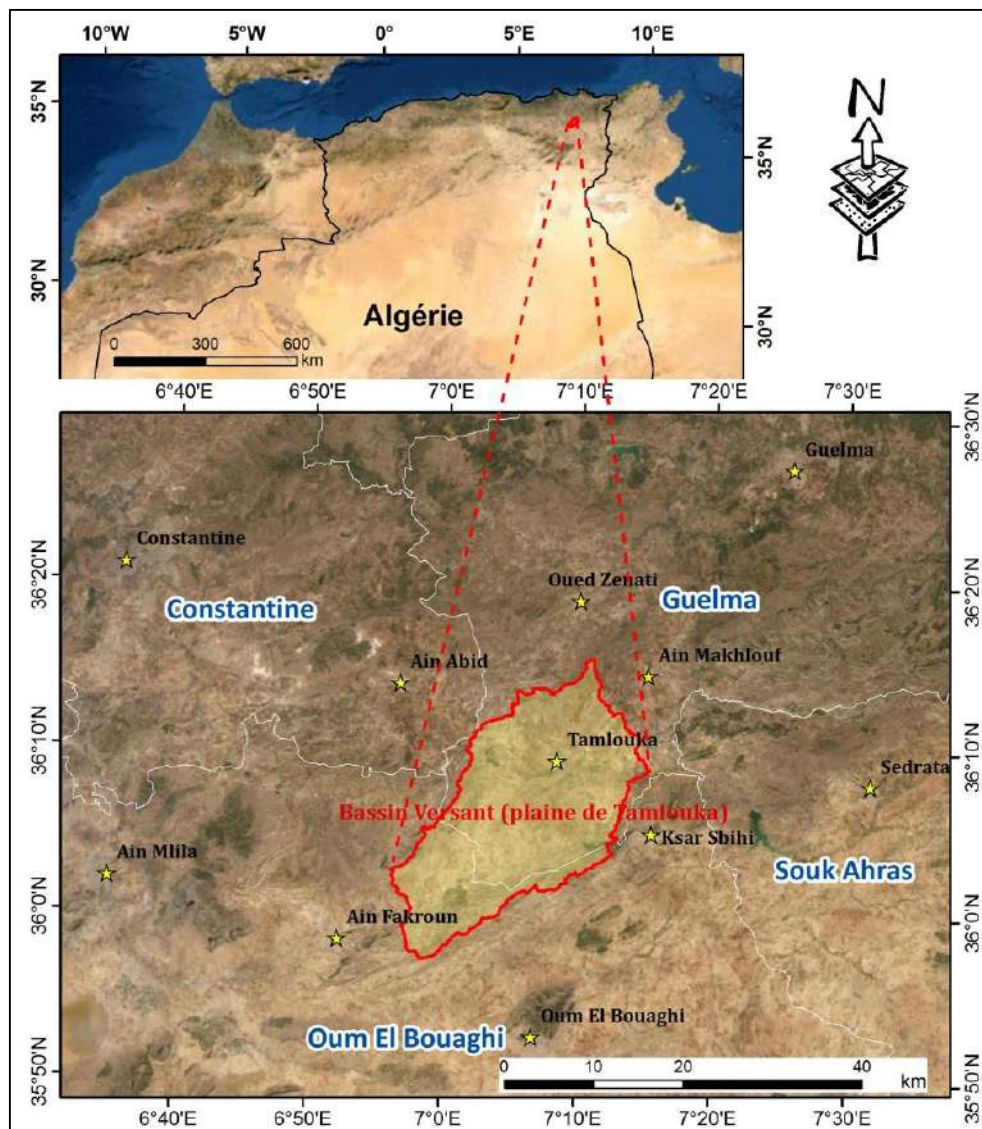 10°W 5°W 0° 5°E 10°E
N
35°N
35°N
30°N
30°N
Algérie
0 300 600
km
6°40'E 6°50'E 7°0'E 7°10'E 7°20'E 7°30'E
36°30'N
Guelma
Constantine
36°20'N
36°20'N
Oued Zenati
Constantine
Guelma
Ain Abid
Ain Makhlouf
36°10'N
36°10'N
Tamlouka
Sedrata
Bassin Versant (plaine de Tamlouka)
Ksar Sbihi
Ain Mlila
Souk Ahras
36°0'N
36°0'N
Ain Fakroun
Oum El Bouaghi
Oum El Bouaghi
0 10 20 40
km
35°50'N
35°50'N
6°40'E 6°50'E 7°0'E 7°10'E 7°20'E 7°30'E